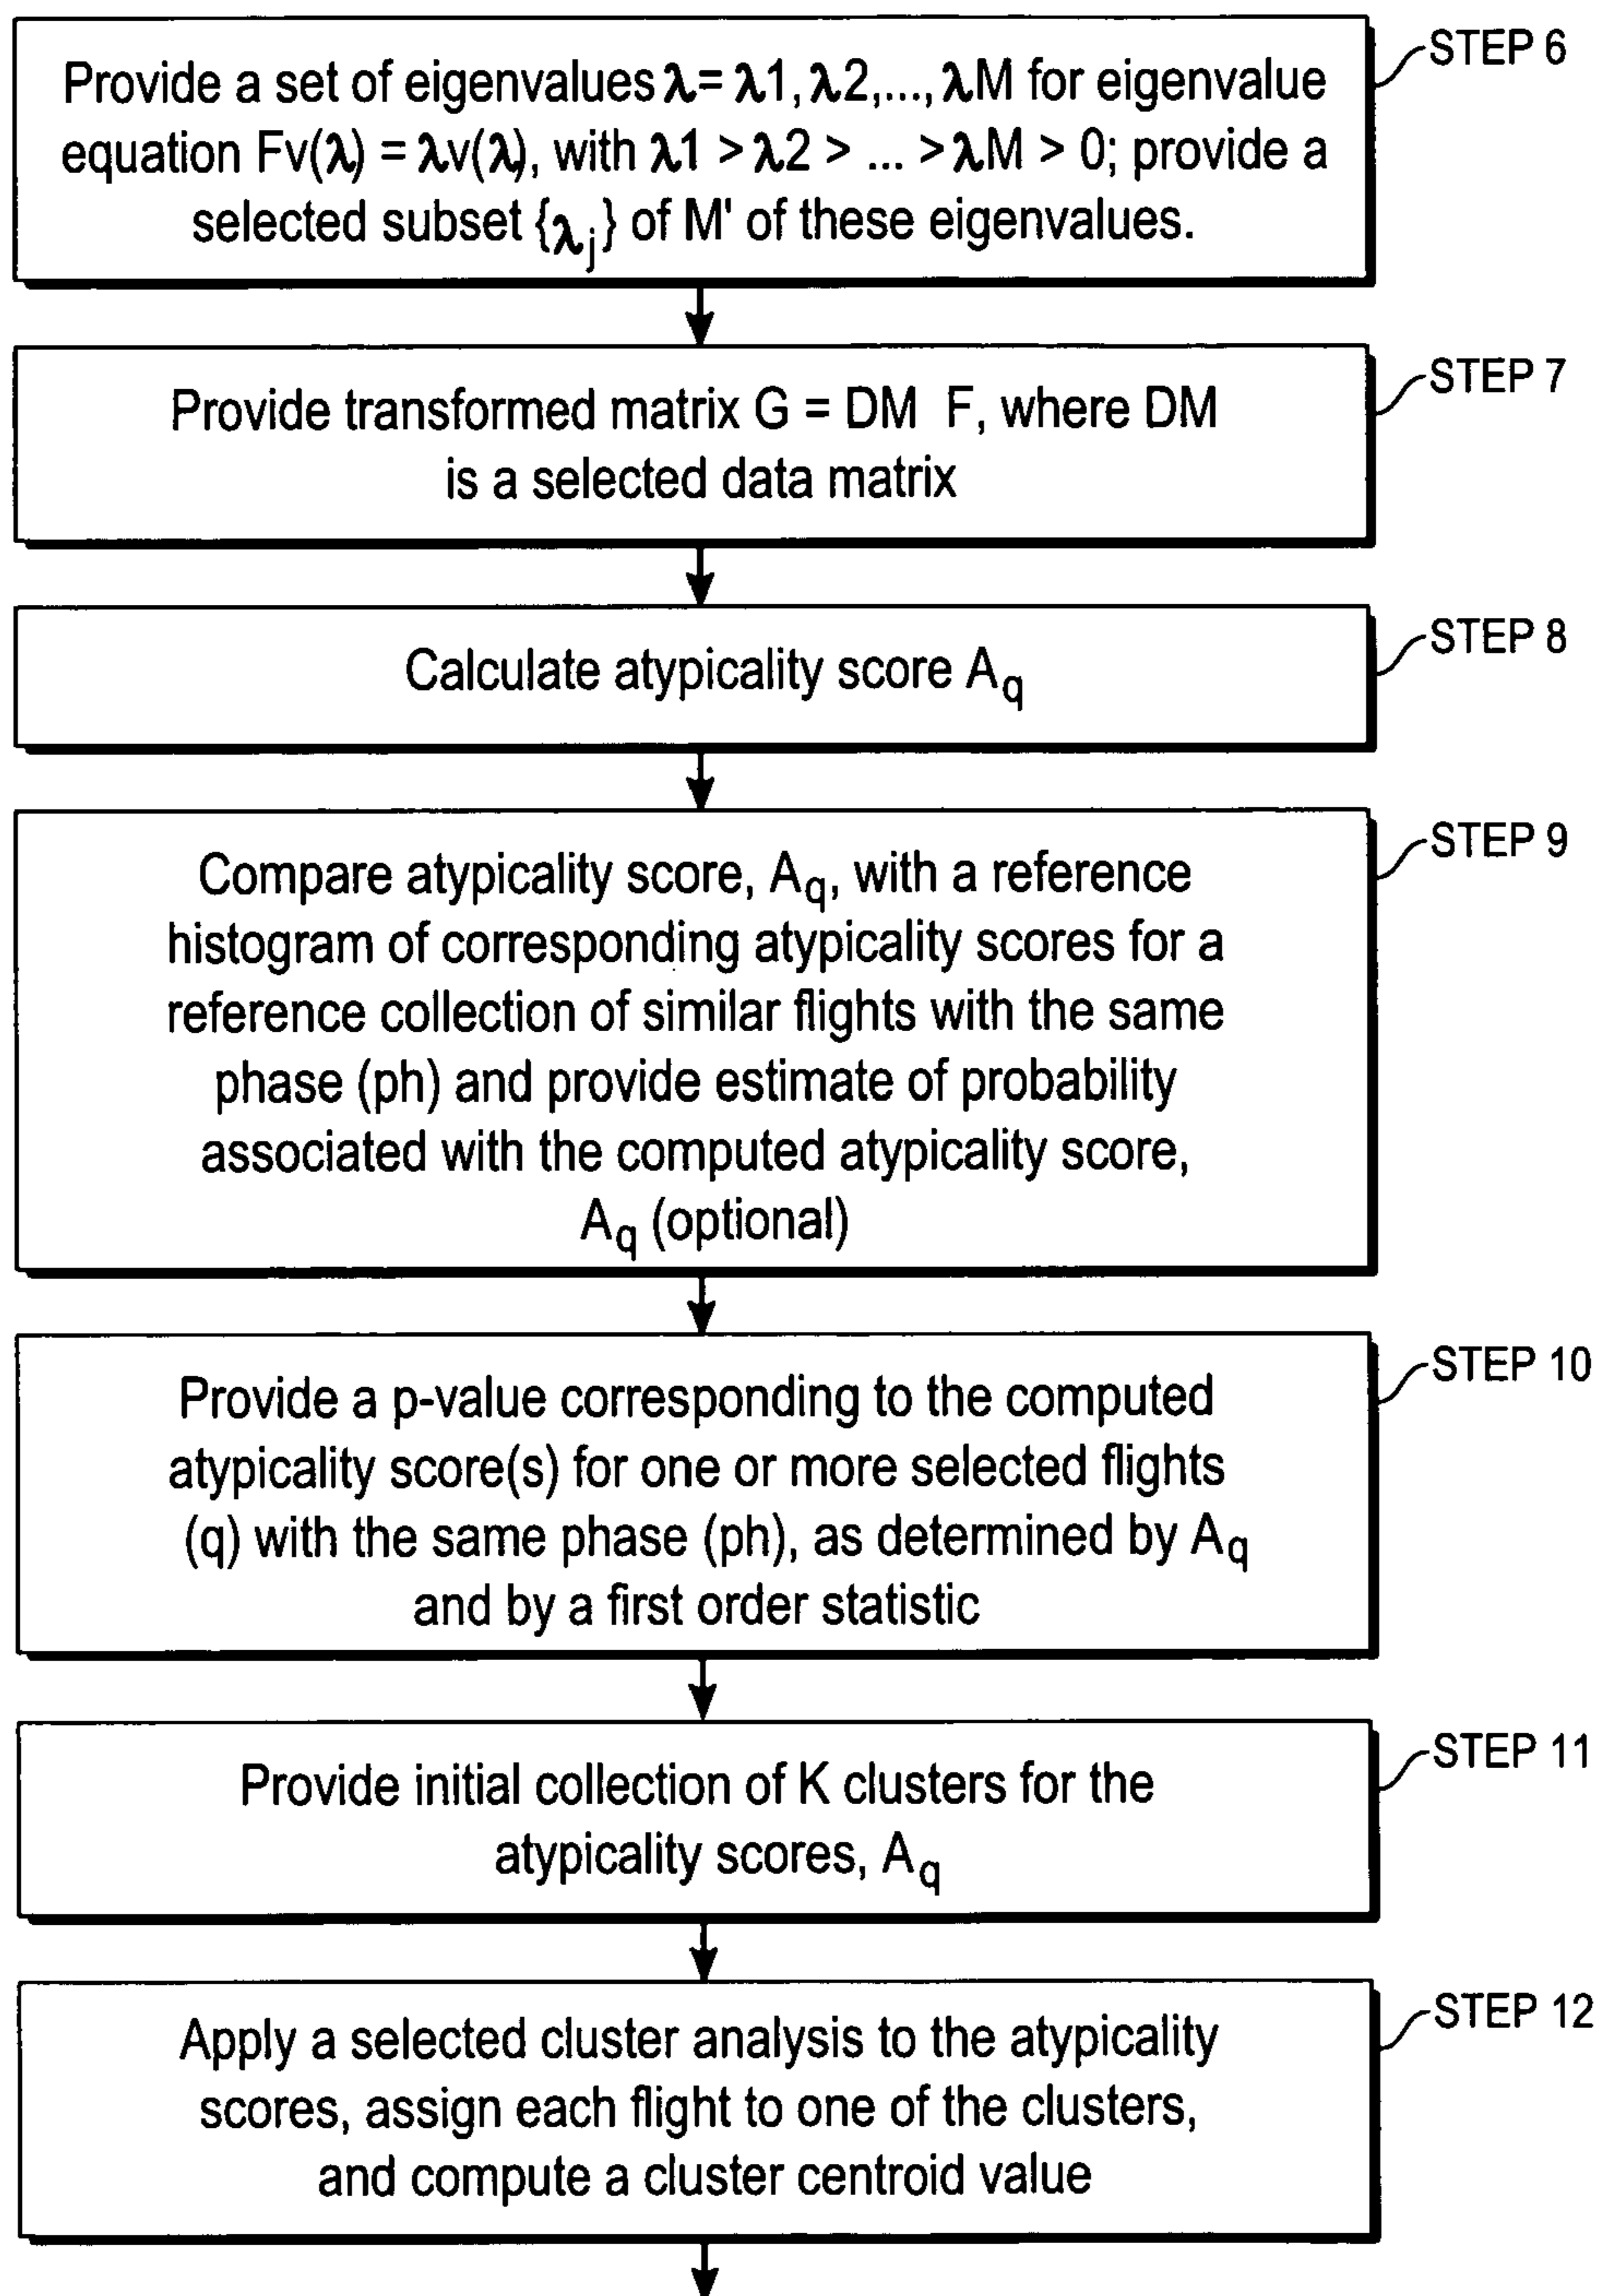 STEP 6
Provide a set of eigenvalues λ= λ1, λ2,..., λM for eigenvalue
equation Fv(λ) = λv(λ), with λ1 > λ2 > ... > λM > 0; provide a
selected subset {λj} of M' of these eigenvalues.
STEP 7
Provide transformed matrix G = DM F, where DM
is a selected data matrix
STEP 8
Calculate atypicality score Aq
STEP 9
Compare atypicality score, Aq, with a reference
histogram of corresponding atypicality scores for a
reference collection of similar flights with the same
phase (ph) and provide estimate of probability
associated with the computed atypicality score,
Aq (optional)
STEP 10
Provide a p-value corresponding to the computed
atypicality score(s) for one or more selected flights
(q) with the same phase (ph), as determined by Aq
and by a first order statistic
STEP 11
Provide initial collection of K clusters for the
atypicality scores, Aq
STEP 12
Apply a selected cluster analysis to the atypicality
scores, assign each flight to one of the clusters,
and compute a cluster centroid value